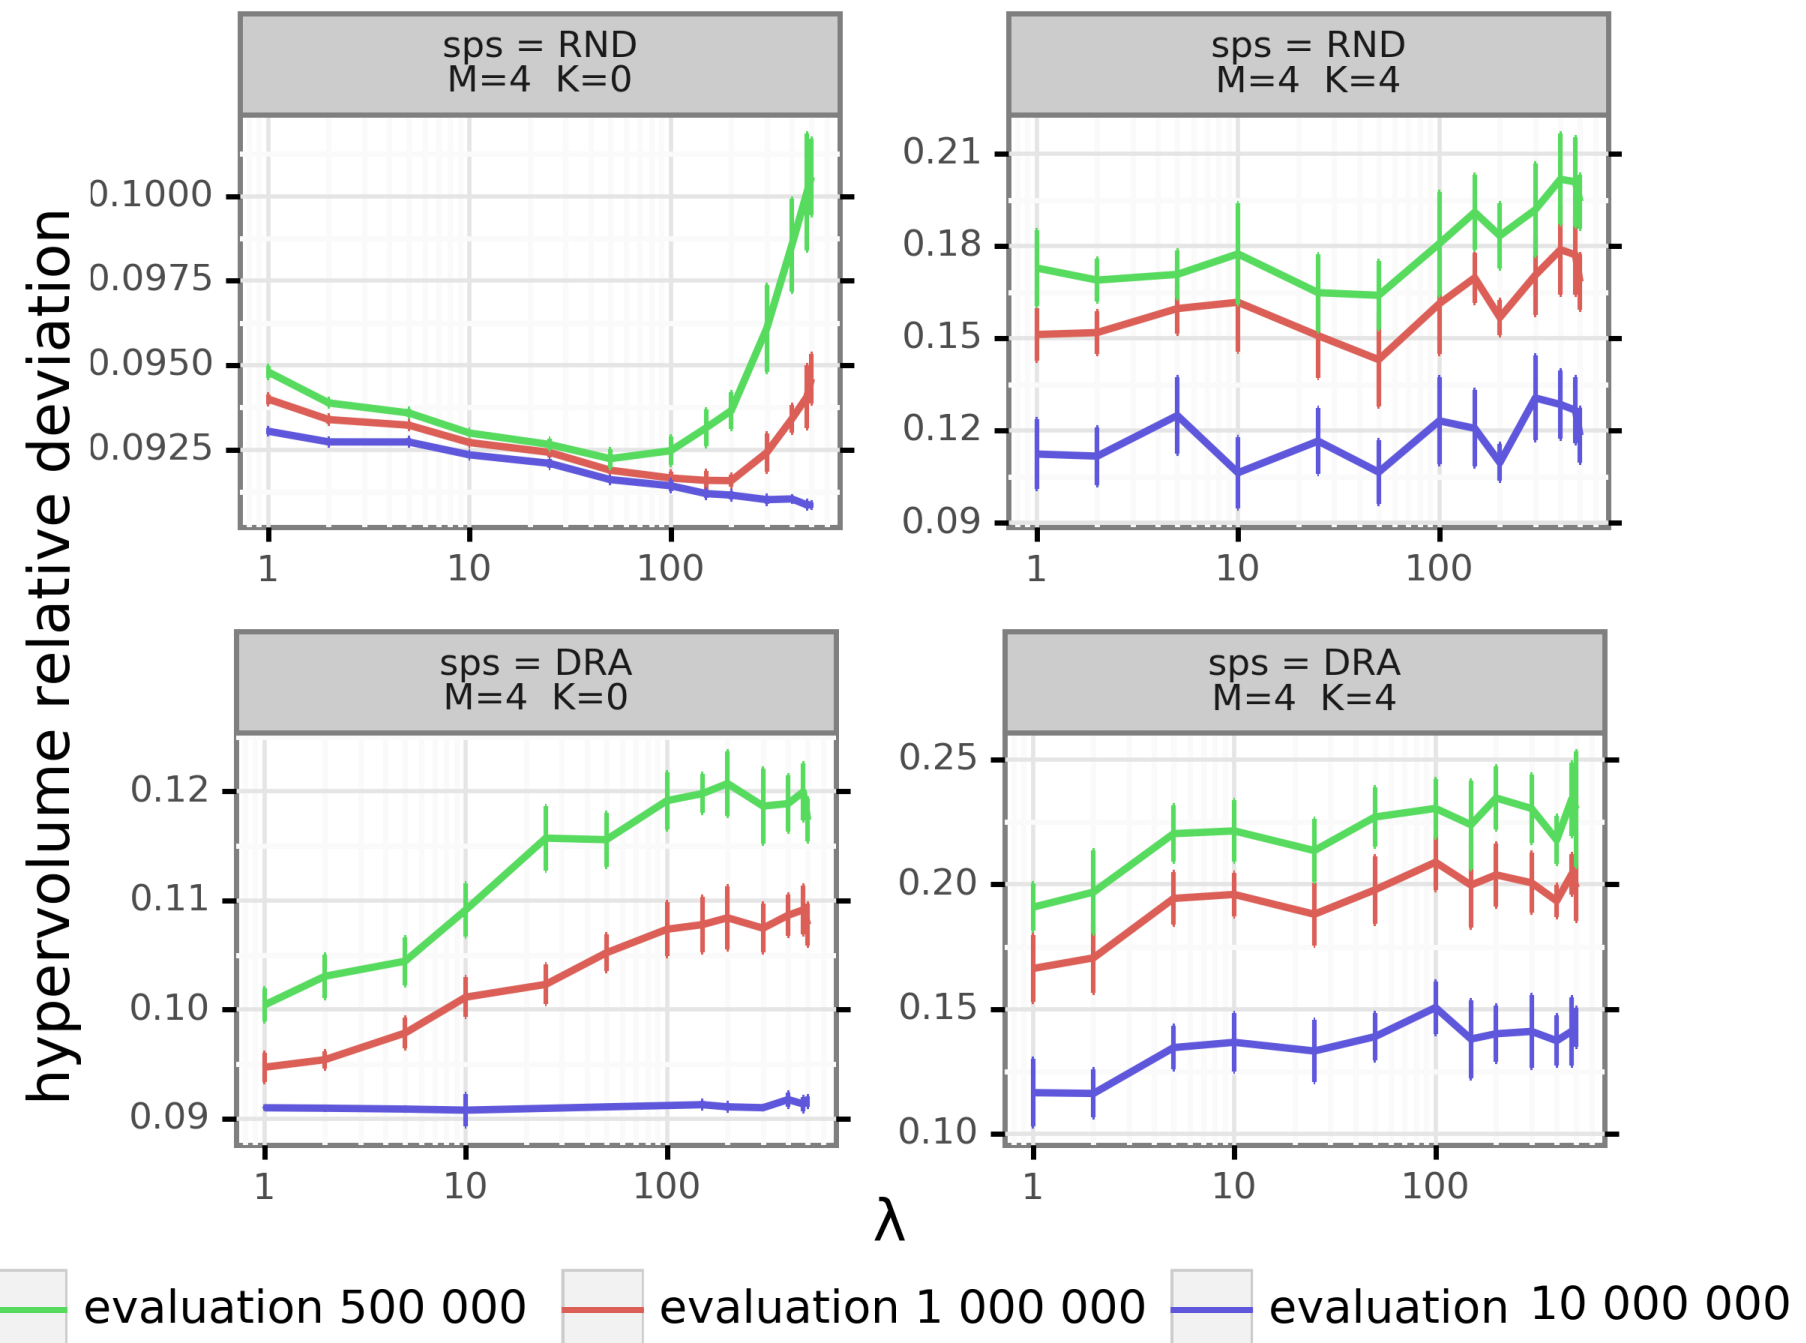 sps = RND
M=4 K=0
sps = RND
M=4 K=4
hypervolume relative deviation
0.1000
0.0975
0.0950
0.0925
1 10 100
0.21
0.18
0.15
0.12
0.09
1 10 100
sps = DRA
M=4 K=0
sps = DRA
M=4 K=4
0.12
0.11
0.10
0.09
1 10 100
0.25
0.20
0.15
0.10
1 10 100
λ
evaluation 500 000 evaluation 1 000 000 evaluation 10 000 000